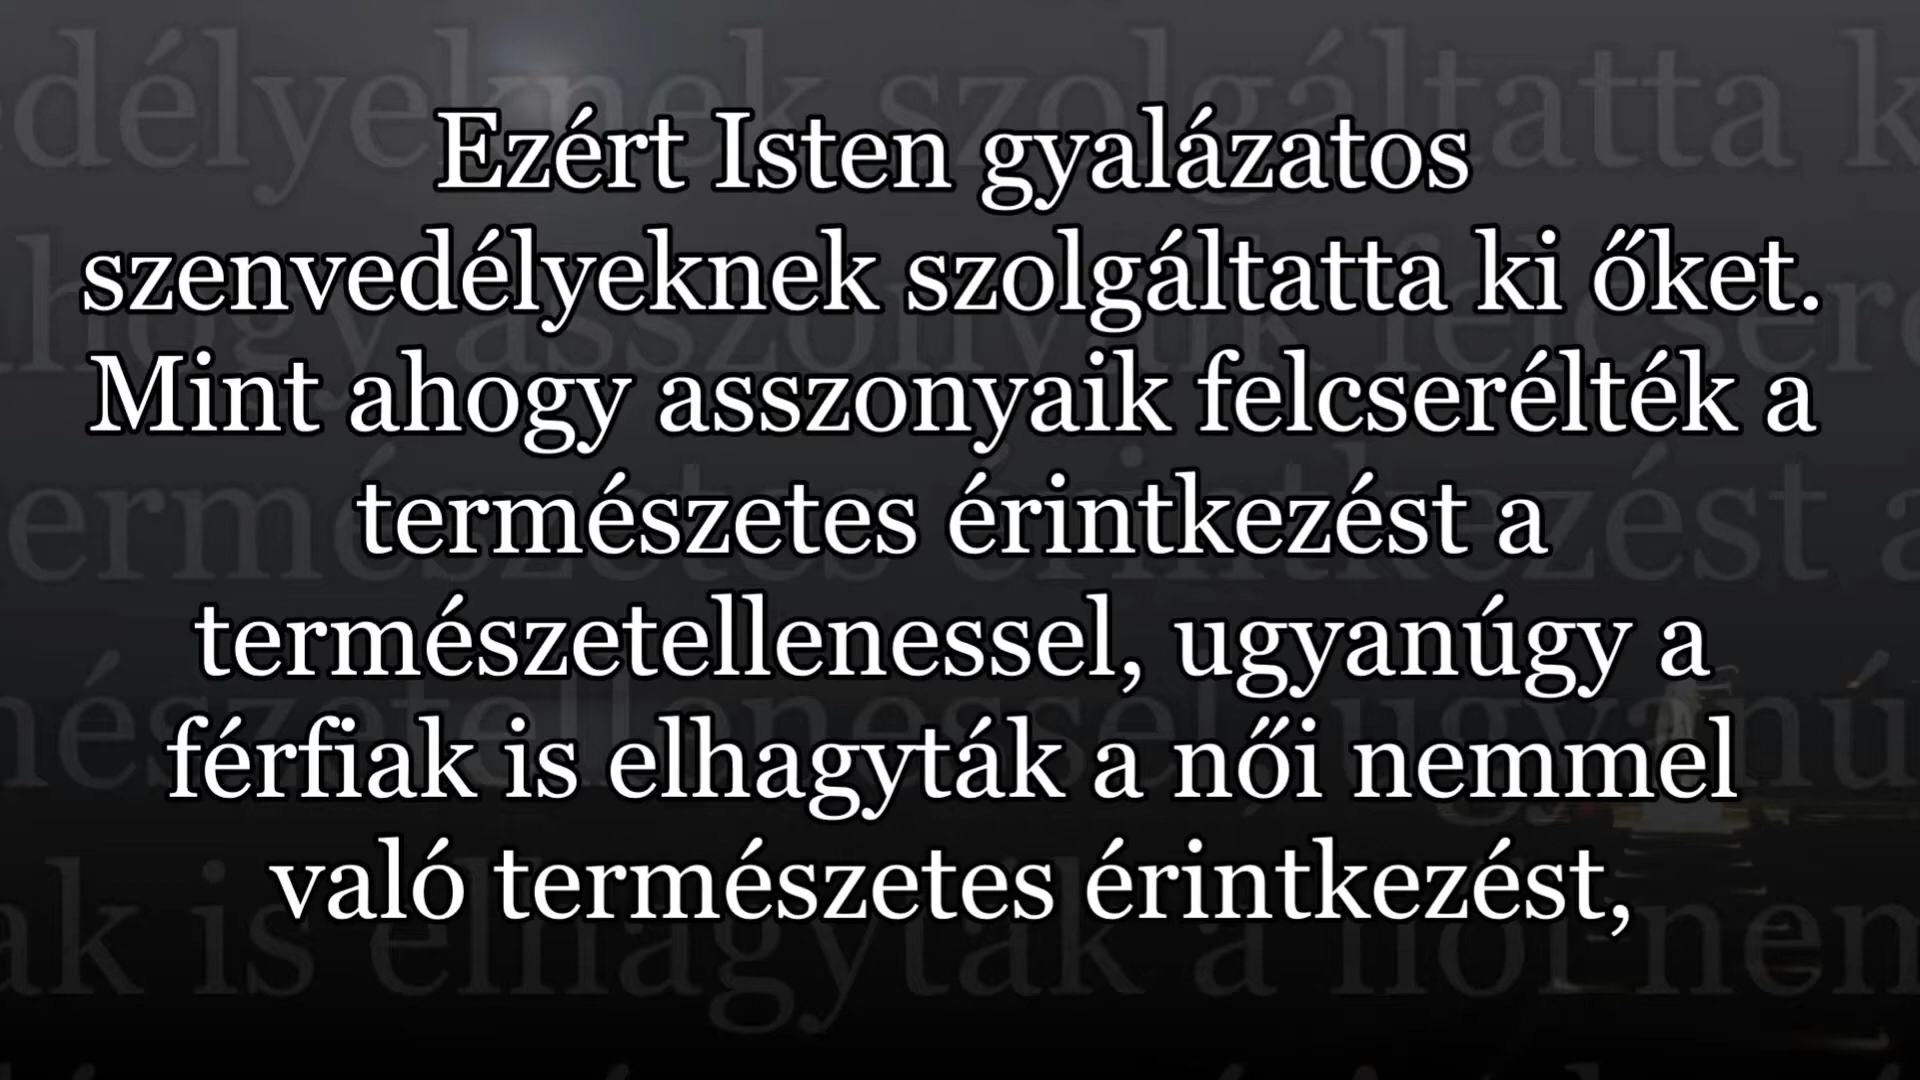 Ezért Isten gyalázatos
szenvedélyeknek szolgáltatta ki őket.
Mint ahogy asszonyaik felcserélték a
természetes érintkezést a
természetellenessel, ugyanúgy a
férfiak is elhagyták a női nemmel
való természetes érintkezést,